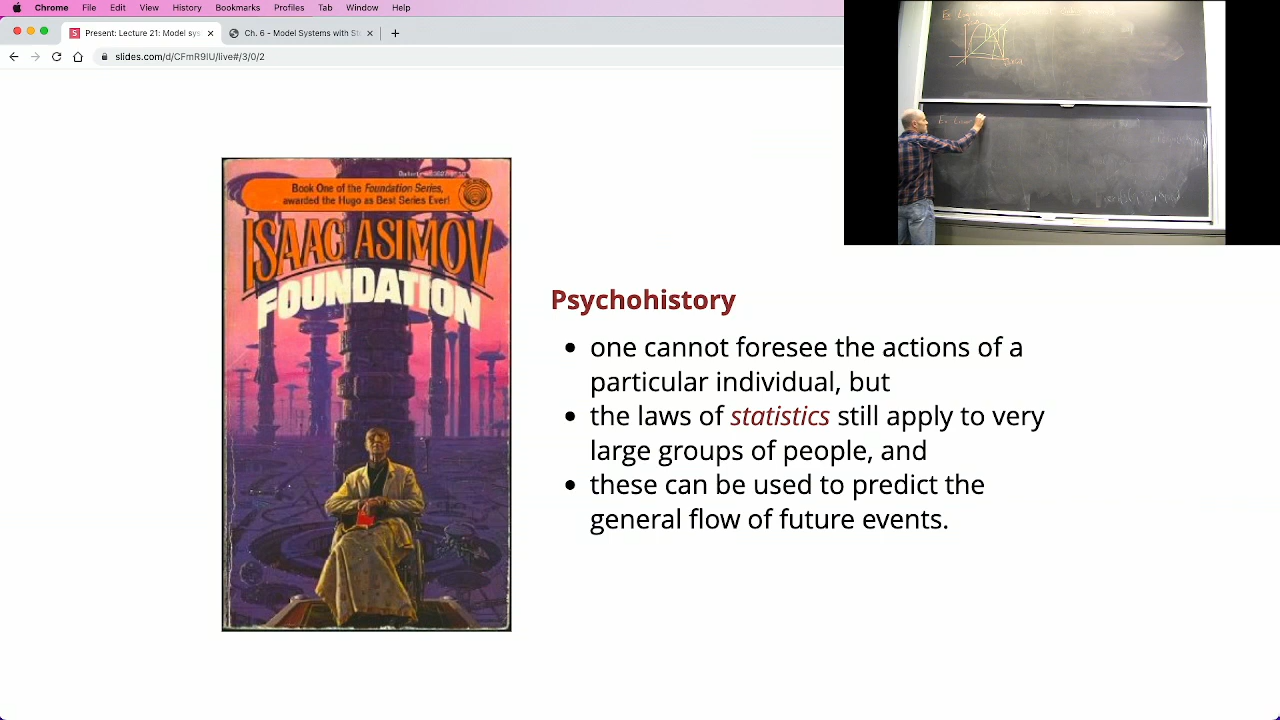 Chrome File Edit View History Bookmarks Profiles Tab Window Help
Present: Lecture 21: Model sys
Ch. 6 - Model Systems with St
slides.com/d/CFmR9IU/live#/3/0/2
Book One of the Foundation Series,
awarded the Hugo as Best Series Ever!
ISAAC ASIMOV
FOUNDATION
Psychohistory
• one cannot foresee the actions of a
particular individual, but
• the laws of statistics still apply to very
large groups of people, and
• these can be used to predict the
general flow of future events.